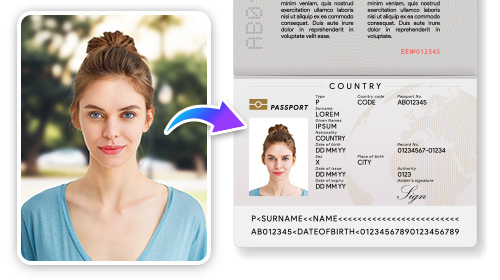 AB0
minim veniam, quis nostrud
exercitation ullamco laboris
nisi ut aliquip ex ea commodo
consequat. Duis aute irure dolor
in reprehenderit in voluptate
velit esse.
minim veniam, quis nostrud
exercitation ullamco laboris
nisi ut aliquip ex ea commodo
consequat. Duis aute irure dolor
in reprehenderit in
voluptate velit.
EE№012345
COUNTRY
PASSPORT
Type
P
Country code
CODE
Passport No.
AB012345
Surname
LOREM
Given Names
IPSUM
Nationality
COUNTRY
Date of birth
DD MM YY
Record No.
01234567-01234
Sex
X
Place of birth
CITY
Date of issue
DD MM YY
Authority
0123
Date of expiry
DD MM YY
Holder's signature
Sign
P<SURNAME<<NAME<<<<<<<<<<<<<<<<<<<<<<<<<
AB012345<DATEOFBIRTH<01234567890123456789